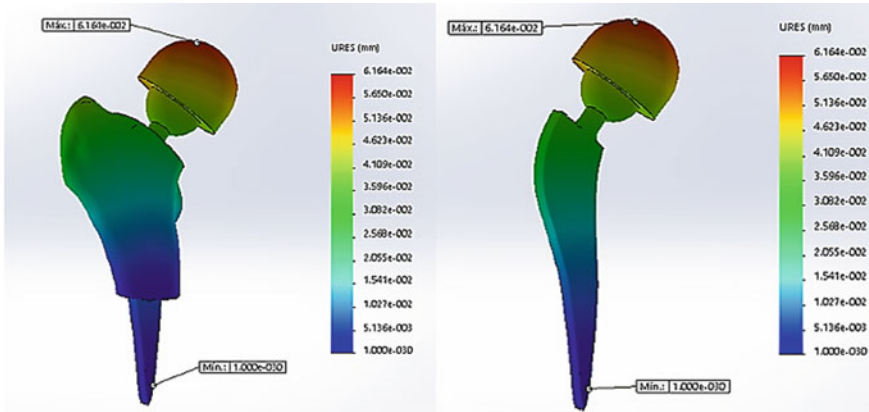 Máx.: 6.164e-002
URES (mm)
6.164e-002
5.650e-002
5.136e-002
4.623e-002
4.109e-002
3.596e-002
3.082e-002
2.568e-002
2.055e-002
1.541e-002
1.027e-002
5.136e-003
1.000e-030
Mín.: 1.000e-030
Máx.: 6.164e-002
URES (mm)
6.164e-002
5.650e-002
5.136e-002
4.623e-002
4.109e-002
3.596e-002
3.082e-002
2.568e-002
2.055e-002
1.541e-002
1.027e-002
5.136e-003
1.000e-030
Mín.: 1.000e-030